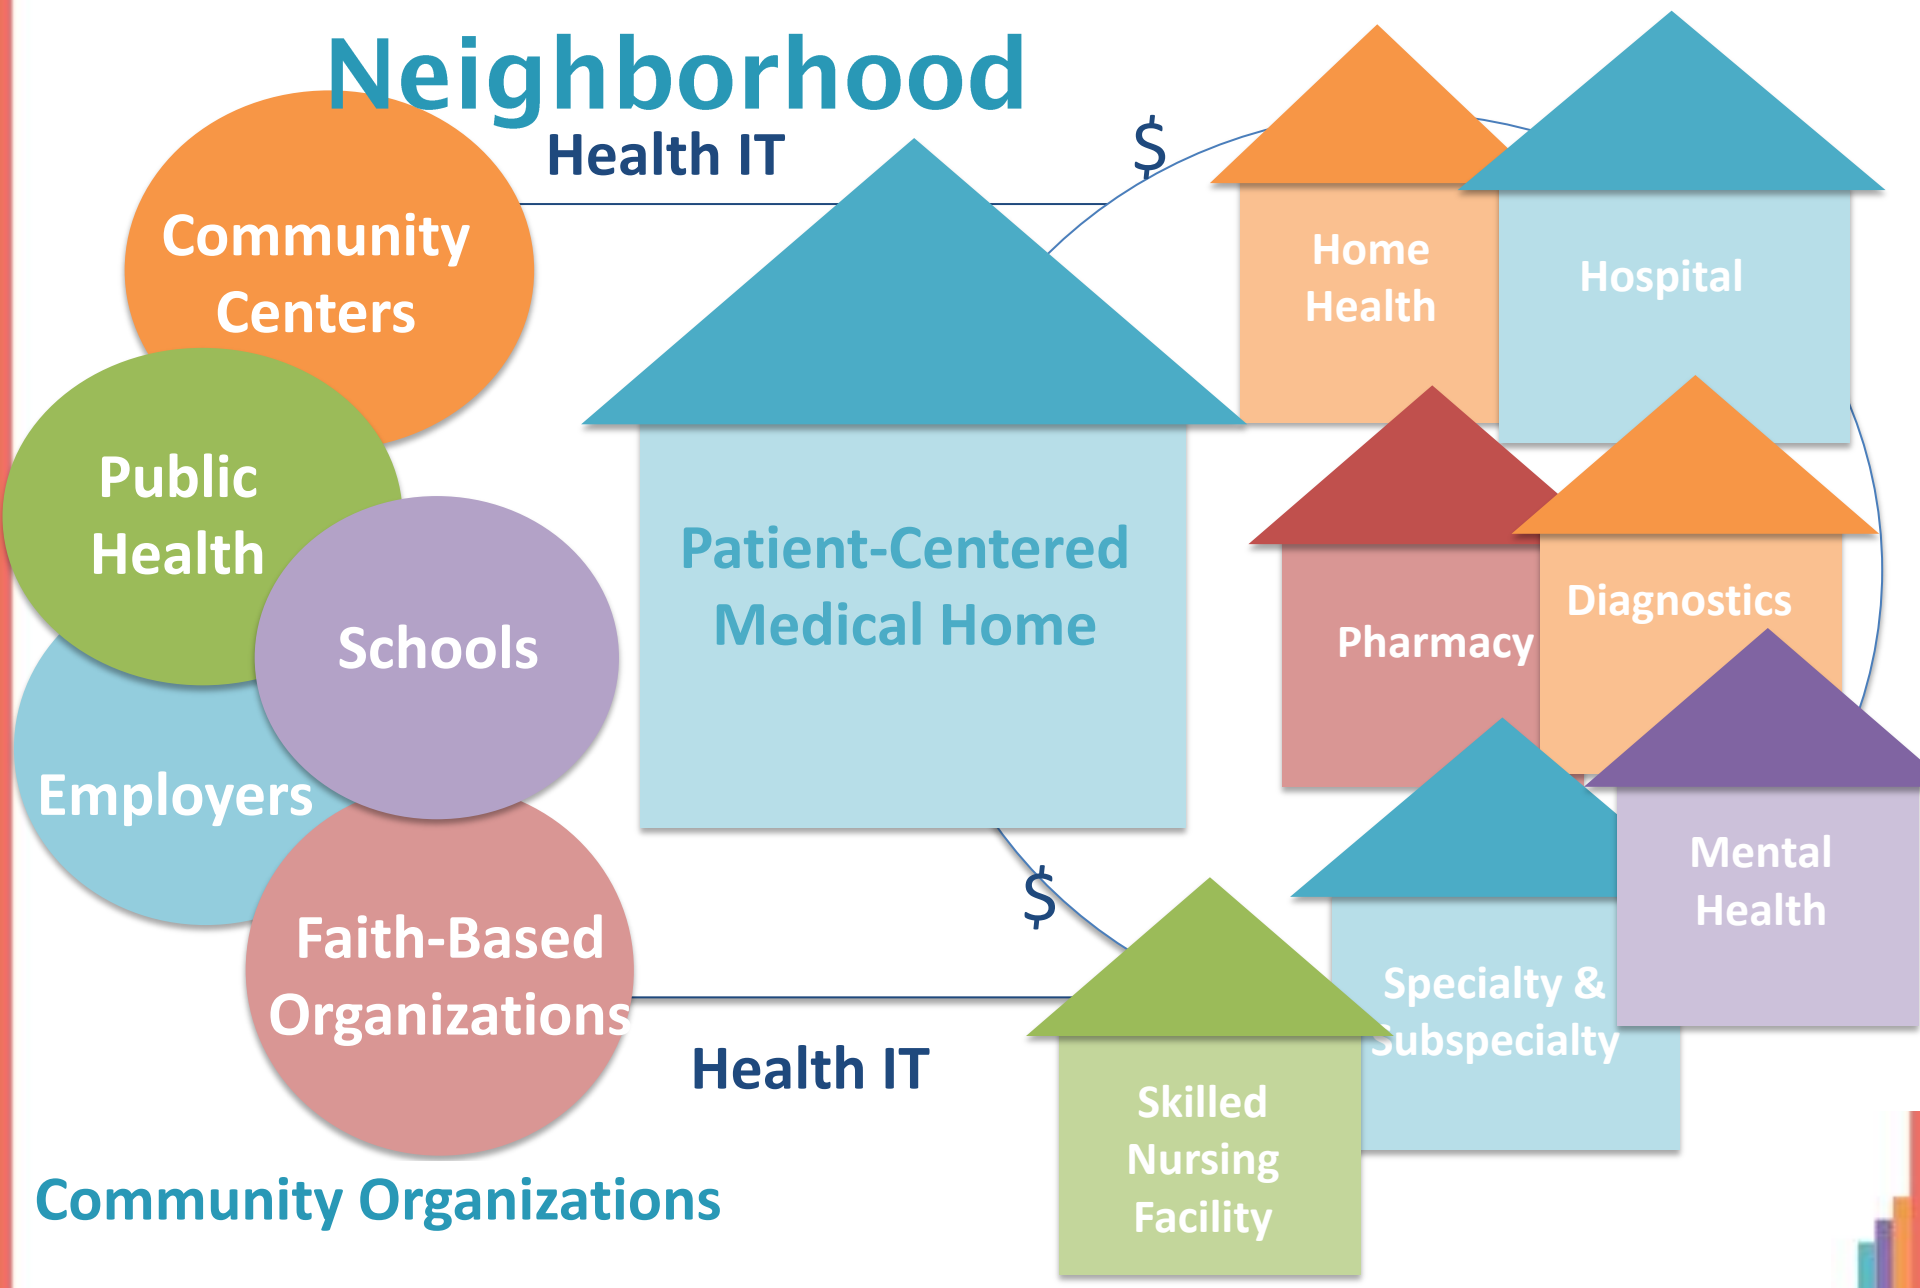 Neighborhood
Health IT
$
Community
Centers
Public
Health
Schools
Employers
Faith-Based
Organizations
Community Organizations
Patient-Centered
Medical Home
$
Health IT
Home
Health
Hospital
Pharmacy
Diagnostics
Mental
Health
Specialty &
Subspecialty
Skilled
Nursing
Facility